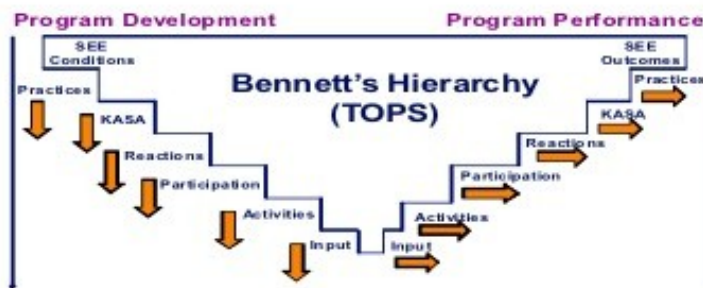 Program Development Program Performance
SEE SEE
Conditions Outcomes
Bennett's Hierarchy
(TOPS)
Practices Practices
KASA KASA
Reactions Reactions
Participation Participation
Activities Activities
Input Input